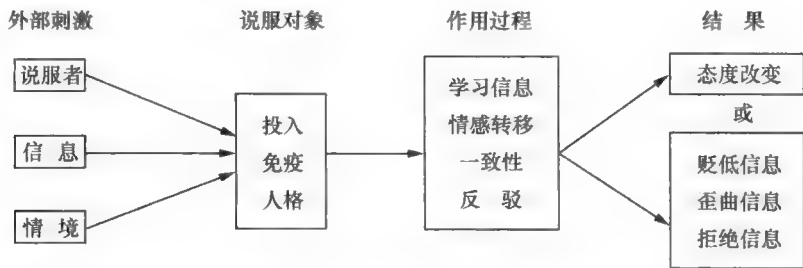 外部刺激 说服对象 作用过程 结 果
说服者
信 息
情 境
投入
免疫
人格
学习信息
情感转移
一致性
反 驳
态度改变
或
贬低信息
歪曲信息
拒绝信息